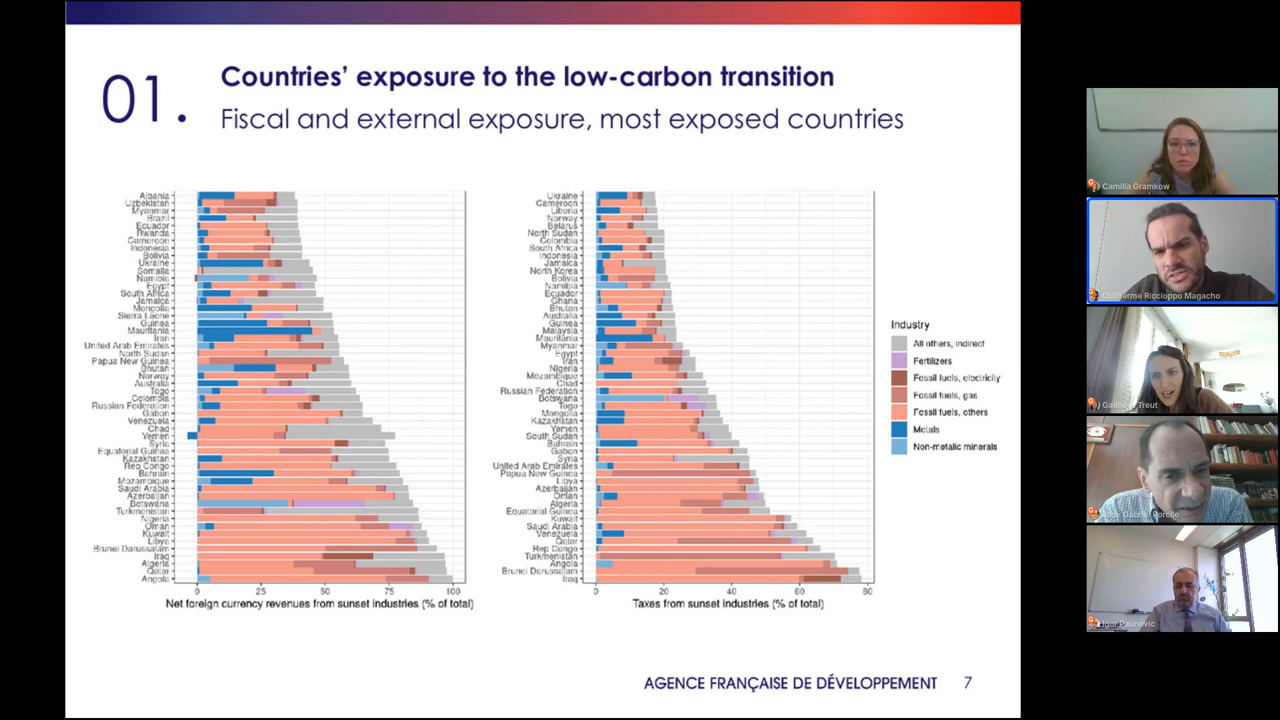 01.
Countries' exposure to the low-carbon transition
Fiscal and external exposure, most exposed countries
Albania
Uzbekistan
Myanmar
Brazil
Ecuador
Rwanda
Cameroon
Indonesia
Bolivia
Ukraine
Somalia
Namibia
Egypt
South Africa
Jamaica
Mongolia
Sierra Leone
Guinea
Mauritania
Iran
United Arab Emirates
North Sudan
Papua New Guinea
Bhutan
Norway
Australia
Togo
Colombia
Russian Federation
Gabon
Venezuela
Chad
Yemen
Syria
Equatorial Guinea
Kazakhstan
Rep Congo
Bahrain
Mozambique
Saudi Arabia
Azerbaijan
Botswana
Turkmenistan
Nigeria
Oman
Kuwait
Libya
Brunei Darussalam
Iraq
Algeria
Qatar
Angola
0 25 50 75 100
Net foreign currency revenues from sunset industries (% of total)
Ukraine
Cameroon
Liberia
Norway
Belarus
North Sudan
Colombia
South Africa
Indonesia
Jamaica
North Korea
Bolivia
Namibia
Ecuador
Ghana
Bhutan
Australia
Guinea
Malaysia
Mauritania
Myanmar
Egypt
Iran
Nigeria
Mozambique
Chad
Russian Federation
Botswana
Togo
Mongolia
Kazakhstan
Yemen
South Sudan
Bahrain
Gabon
Syria
United Arab Emirates
Papua New Guinea
Libya
Azerbaijan
Oman
Algeria
Equatorial Guinea
Kuwait
Saudi Arabia
Venezuela
Qatar
Rep Congo
Turkmenistan
Angola
Brunei Darussalam
Iraq
0 20 40 60 80
Taxes from sunset industries (% of total)
Industry
All others, indirect
Fertilizers
Fossil fuels, electricity
Fossil fuels, gas
Fossil fuels, others
Metals
Non-metalic minerals
AGENCE FRANÇAISE DE DÉVELOPPEMENT 7
Camilla Gramkow
Guilherme Riccioppo Magacho
Treut
Gabriel Porcile
Igor Paunovic